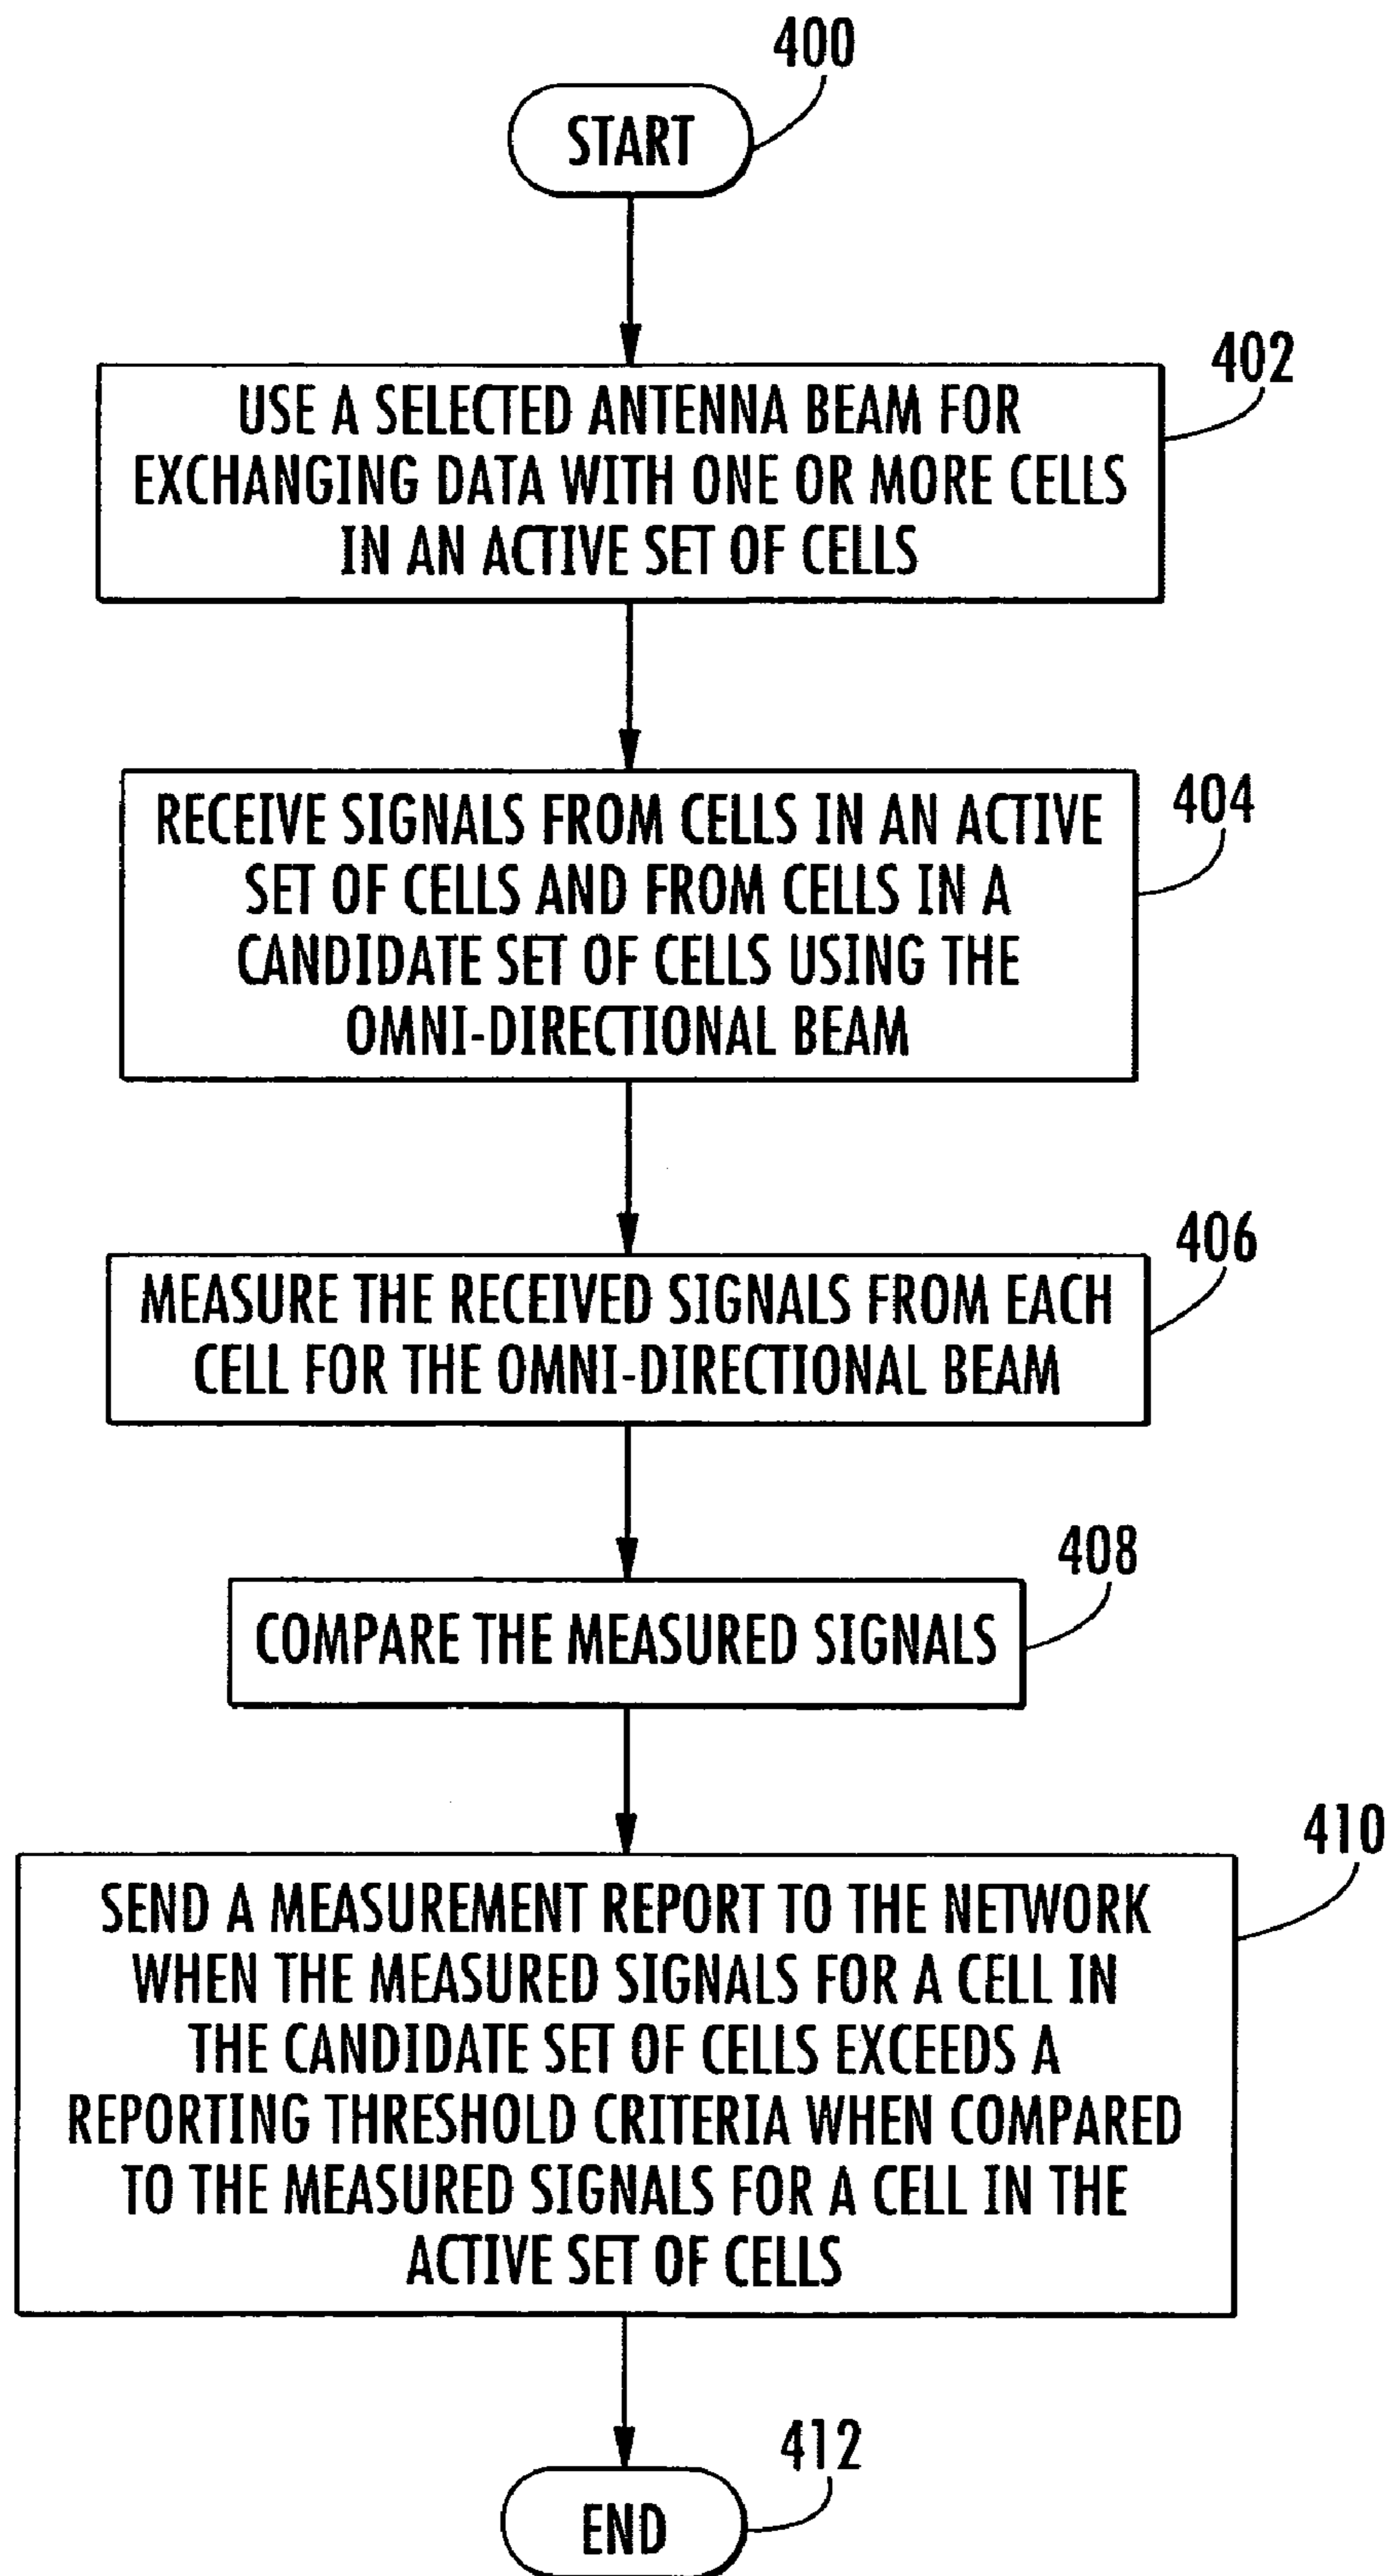 400
START
402
USE A SELECTED ANTENNA BEAM FOR
EXCHANGING DATA WITH ONE OR MORE CELLS
IN AN ACTIVE SET OF CELLS
404
RECEIVE SIGNALS FROM CELLS IN AN ACTIVE
SET OF CELLS AND FROM CELLS IN A
CANDIDATE SET OF CELLS USING THE
OMNI-DIRECTIONAL BEAM
406
MEASURE THE RECEIVED SIGNALS FROM EACH
CELL FOR THE OMNI-DIRECTIONAL BEAM
408
COMPARE THE MEASURED SIGNALS
410
SEND A MEASUREMENT REPORT TO THE NETWORK
WHEN THE MEASURED SIGNALS FOR A CELL IN
THE CANDIDATE SET OF CELLS EXCEEDS A
REPORTING THRESHOLD CRITERIA WHEN COMPARED
TO THE MEASURED SIGNALS FOR A CELL IN THE
ACTIVE SET OF CELLS
412
END